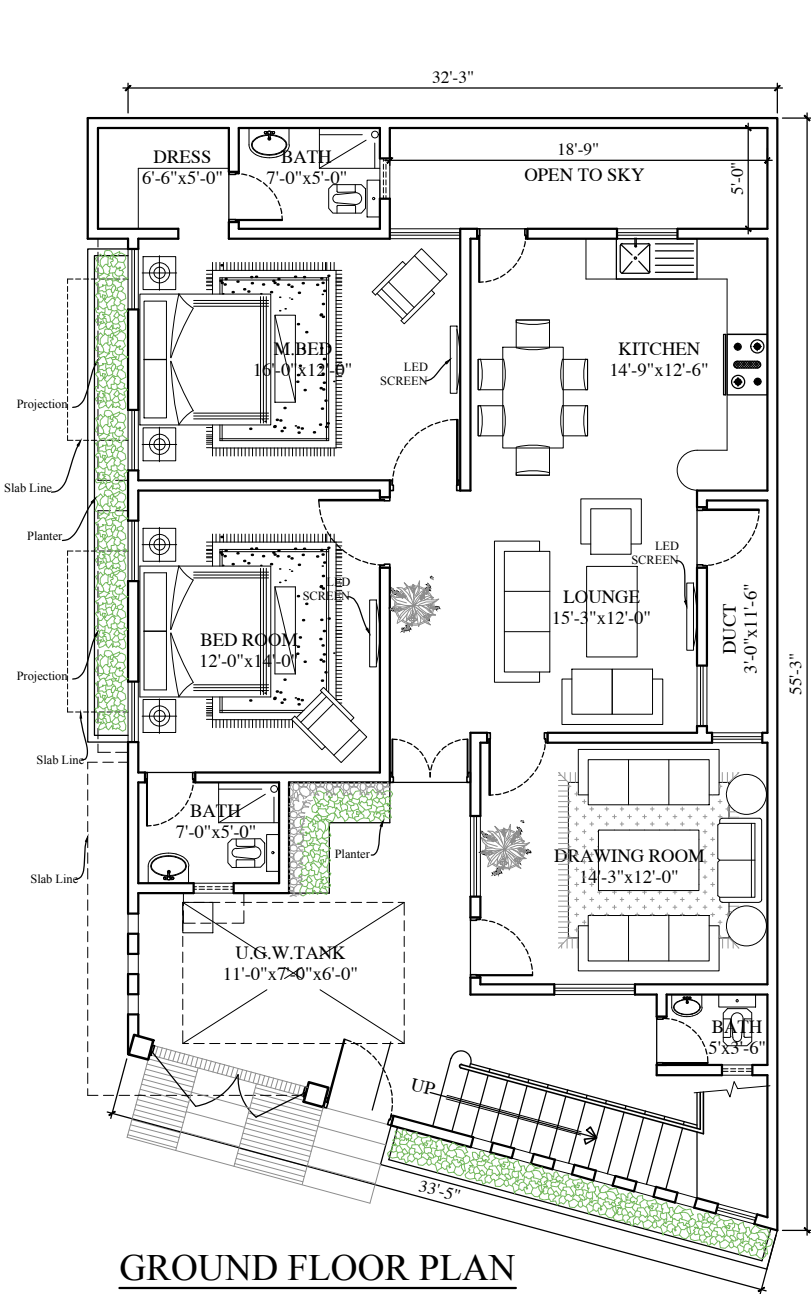 32'-3"
DRESS
6'-6"x5'-0"
BATH
7'-0"x5'-0"
18'-9"
OPEN TO SKY
5'-0"
M.BED
16'-0"x12'-0"
LED
SCREEN
KITCHEN
14'-9"x12'-6"
Projection
Slab Line
Planter
LED
SCREEN
LED
SCREEN
BED ROOM
12'-0"x14'-0"
LOUNGE
15'-3"x12'-0"
DUCT
3'-0"x11'-6"
55'-3"
Projection
Slab Line
BATH
7'-0"x5'-0"
Planter
DRAWING ROOM
14'-3"x12'-0"
Slab Line
U.G.W.TANK
11'-0"x7'-0"x6'-0"
BATH
5'x3'-6"
UP
33'-5"
GROUND FLOOR PLAN